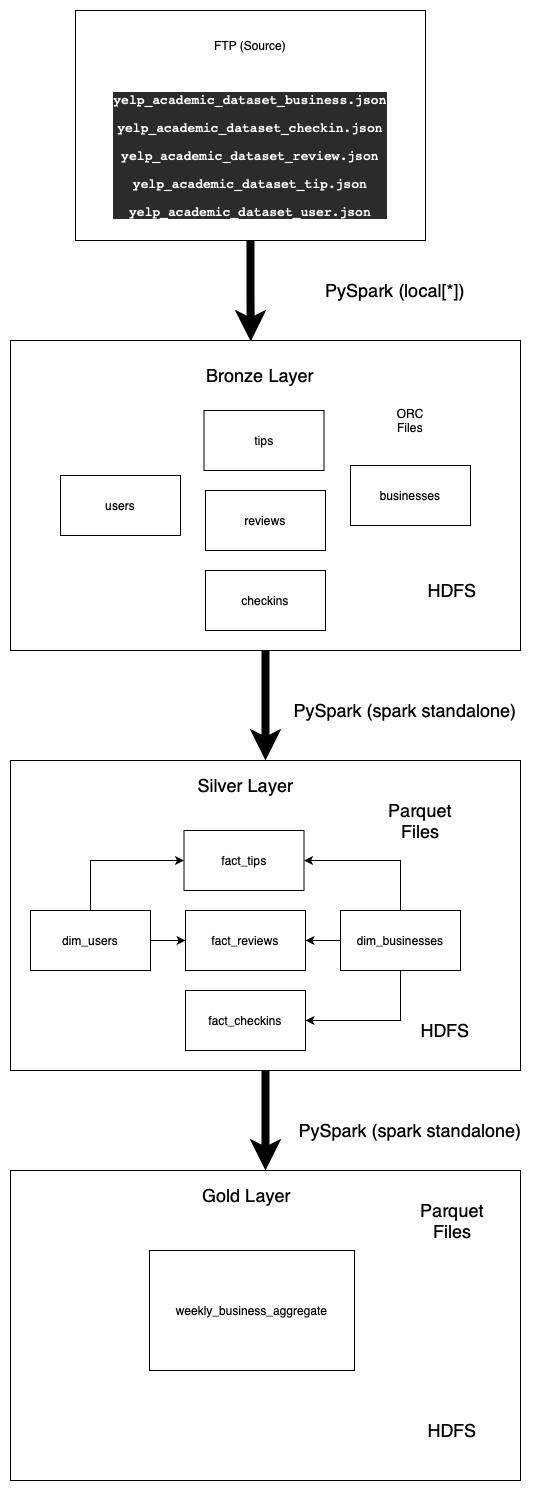 FTP (Source)
yelp_academic_dataset_business.json
yelp_academic_dataset_checkin.json
yelp_academic_dataset_review.json
yelp_academic_dataset_tip.json
yelp_academic_dataset_user.json
PySpark (local[*])
Bronze Layer
ORC
Files
tips
users
reviews
businesses
checkins
HDFS
PySpark (spark standalone)
Silver Layer
Parquet
Files
fact_tips
dim_users
fact_reviews
dim_businesses
fact_checkins
HDFS
PySpark (spark standalone)
Gold Layer
Parquet
Files
weekly_business_aggregate
HDFS